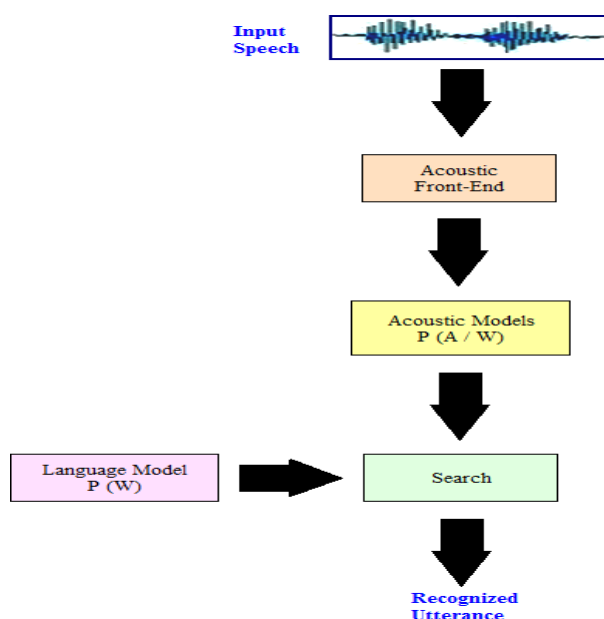 Input
Speech
Acoustic
Front-End
Acoustic Models
P (A / W)
Language Model
P (W)
Search
Recognized
Utterance